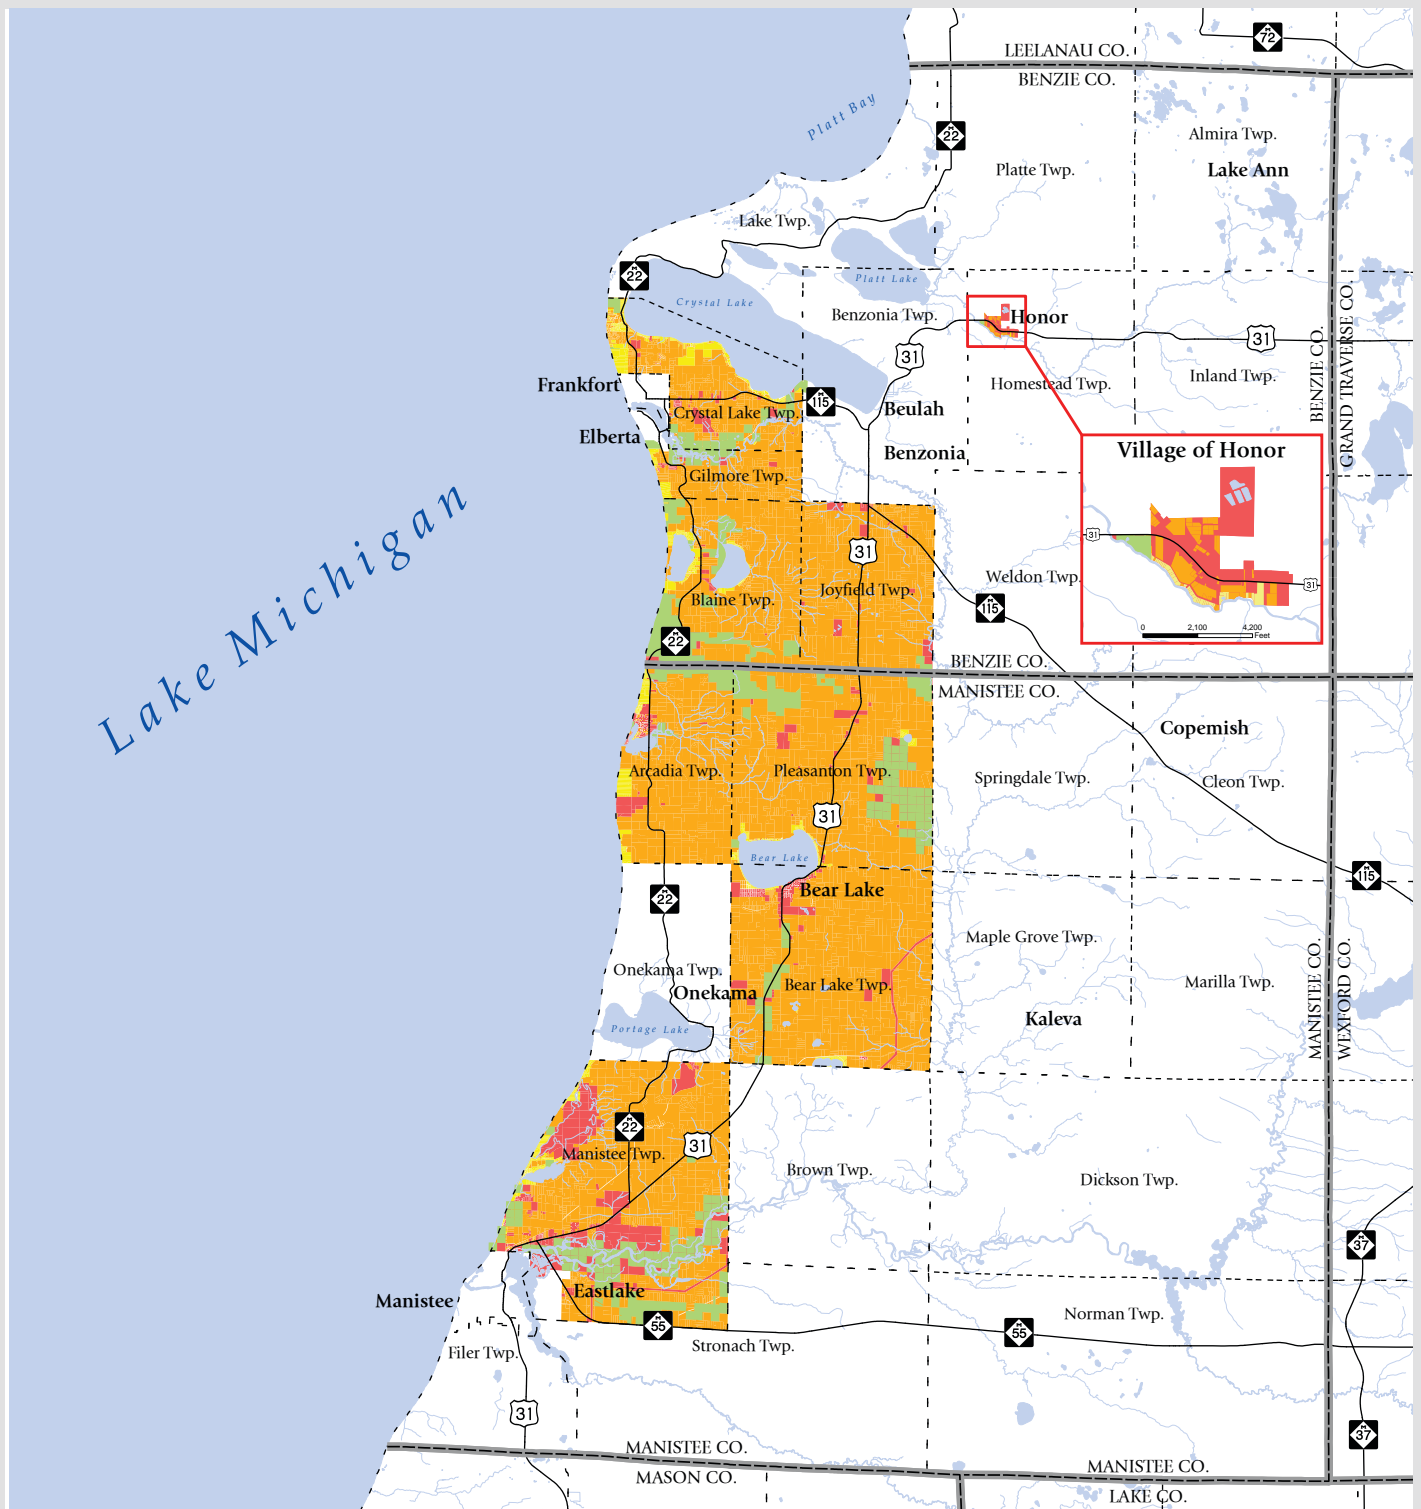 72
LEELANAU CO.
BENZIE CO.
Platt Bay
M
22
Almira Twp.
Platte Twp.
Lake Ann
Lake Twp.
M
22
Platt Lake
Crystal Lake
Benzonia Twp.
Honor
31
31
BENZIE CO.
GRAND TRAVERSE CO.
Inland Twp.
Homestead Twp.
Frankfort
M
115
Crystal Lake Twp.
Beulah
Elberta
Benzonia
Village of Honor
Gilmore Twp.
31
31
0 2,100 4,200
Feet
Lake Michigan
31
Weldon Twp.
Joyfield Twp.
Blaine Twp.
M
115
M
22
BENZIE CO.
MANISTEE CO.
Copemish
Arcadia Twp.
Pleasanton Twp.
Springdale Twp.
Cleon Twp.
31
Bear Lake
M
115
Bear Lake
M
22
Maple Grove Twp.
Onekama Twp.
Marilla Twp.
Bear Lake Twp.
Onekama
MANISTEE CO.
WEXFORD CO.
Kaleva
Portage Lake
M
22
31
Manistee Twp.
Brown Twp.
Dickson Twp.
M
37
Eastlake
Manistee
Norman Twp.
M
55
M
55
Stronach Twp.
Filer Twp.
31
M
37
MANISTEE CO.
MASON CO.
MANISTEE CO.
LAKE CO.